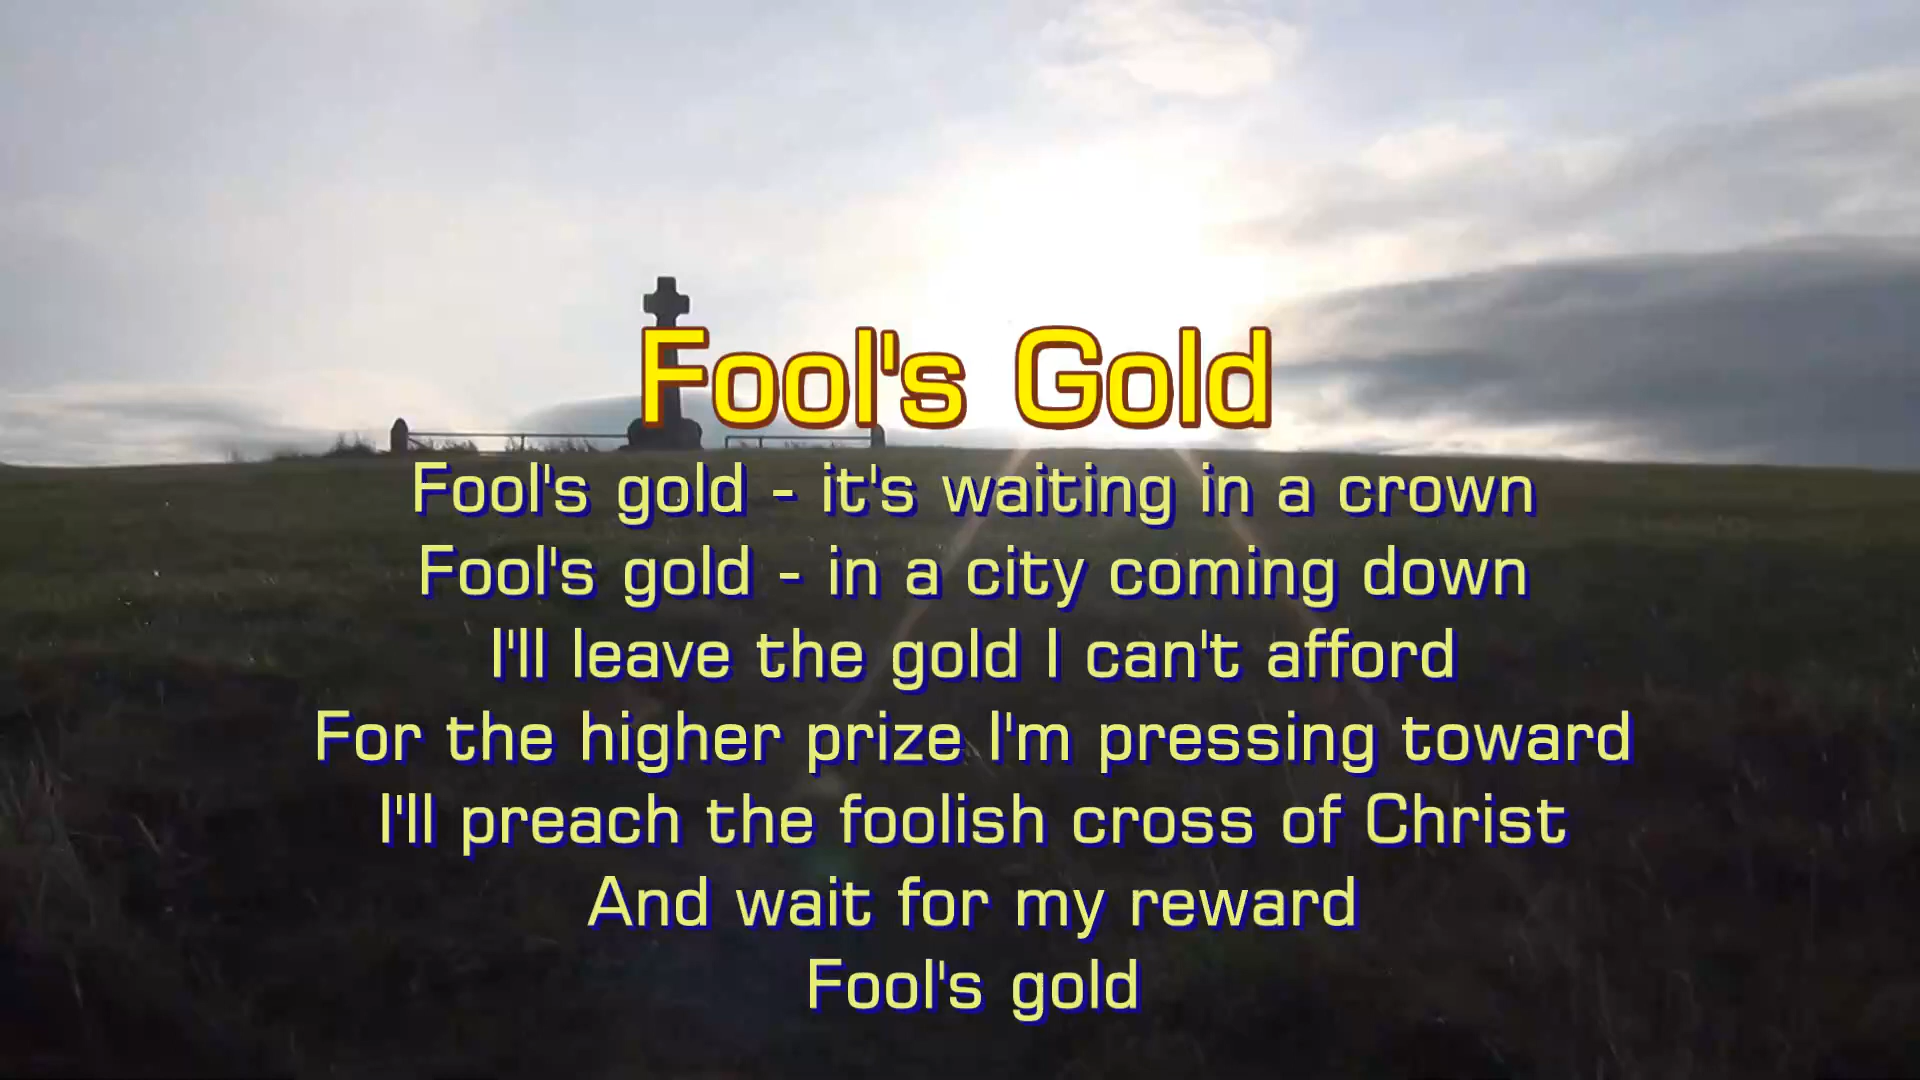 Fool's Gold
Fool's gold - it's waiting in a crown
Fool's gold - in a city coming down
I'll leave the gold I can't afford
For the higher prize I'm pressing toward
I'll preach the foolish cross of Christ
And wait for my reward
Fool's gold